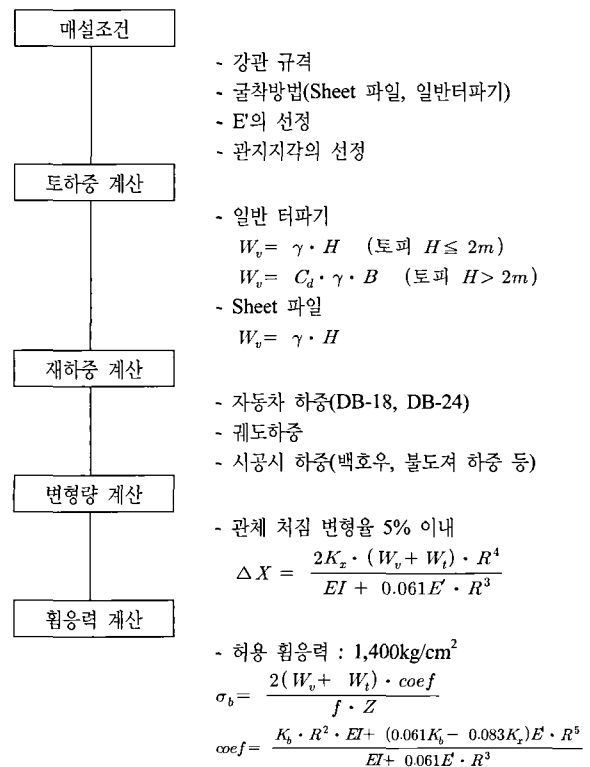 매설조건
- 강관 규격
- 굴착방법(Sheet 파일, 일반터파기)
- E'의 선정
- 관지지각의 선정
토하중 계산
- 일반 터파기
W_v = γ · H (토피 H ≤ 2m)
W_v = C_d · γ · B (토피 H > 2m)
- Sheet 파일
W_v = γ · H
재하중 계산
- 자동차 하중(DB-18, DB-24)
- 궤도하중
- 시공시 하중(백호우, 불도져 하중 등)
변형량 계산
- 관체 처짐 변형율 5% 이내
△X = 2K_x · (W_v + W_t) · R^4 / EI + 0.061E' · R^3
휨응력 계산
- 허용 휨응력 : 1,400kg/cm^2
σ_b = 2(W_v + W_t) · coef / f · Z
coef = K_b · R^2 · EI + (0.061K_b − 0.083K_x)E' · R^5 / EI + 0.061E' · R^3